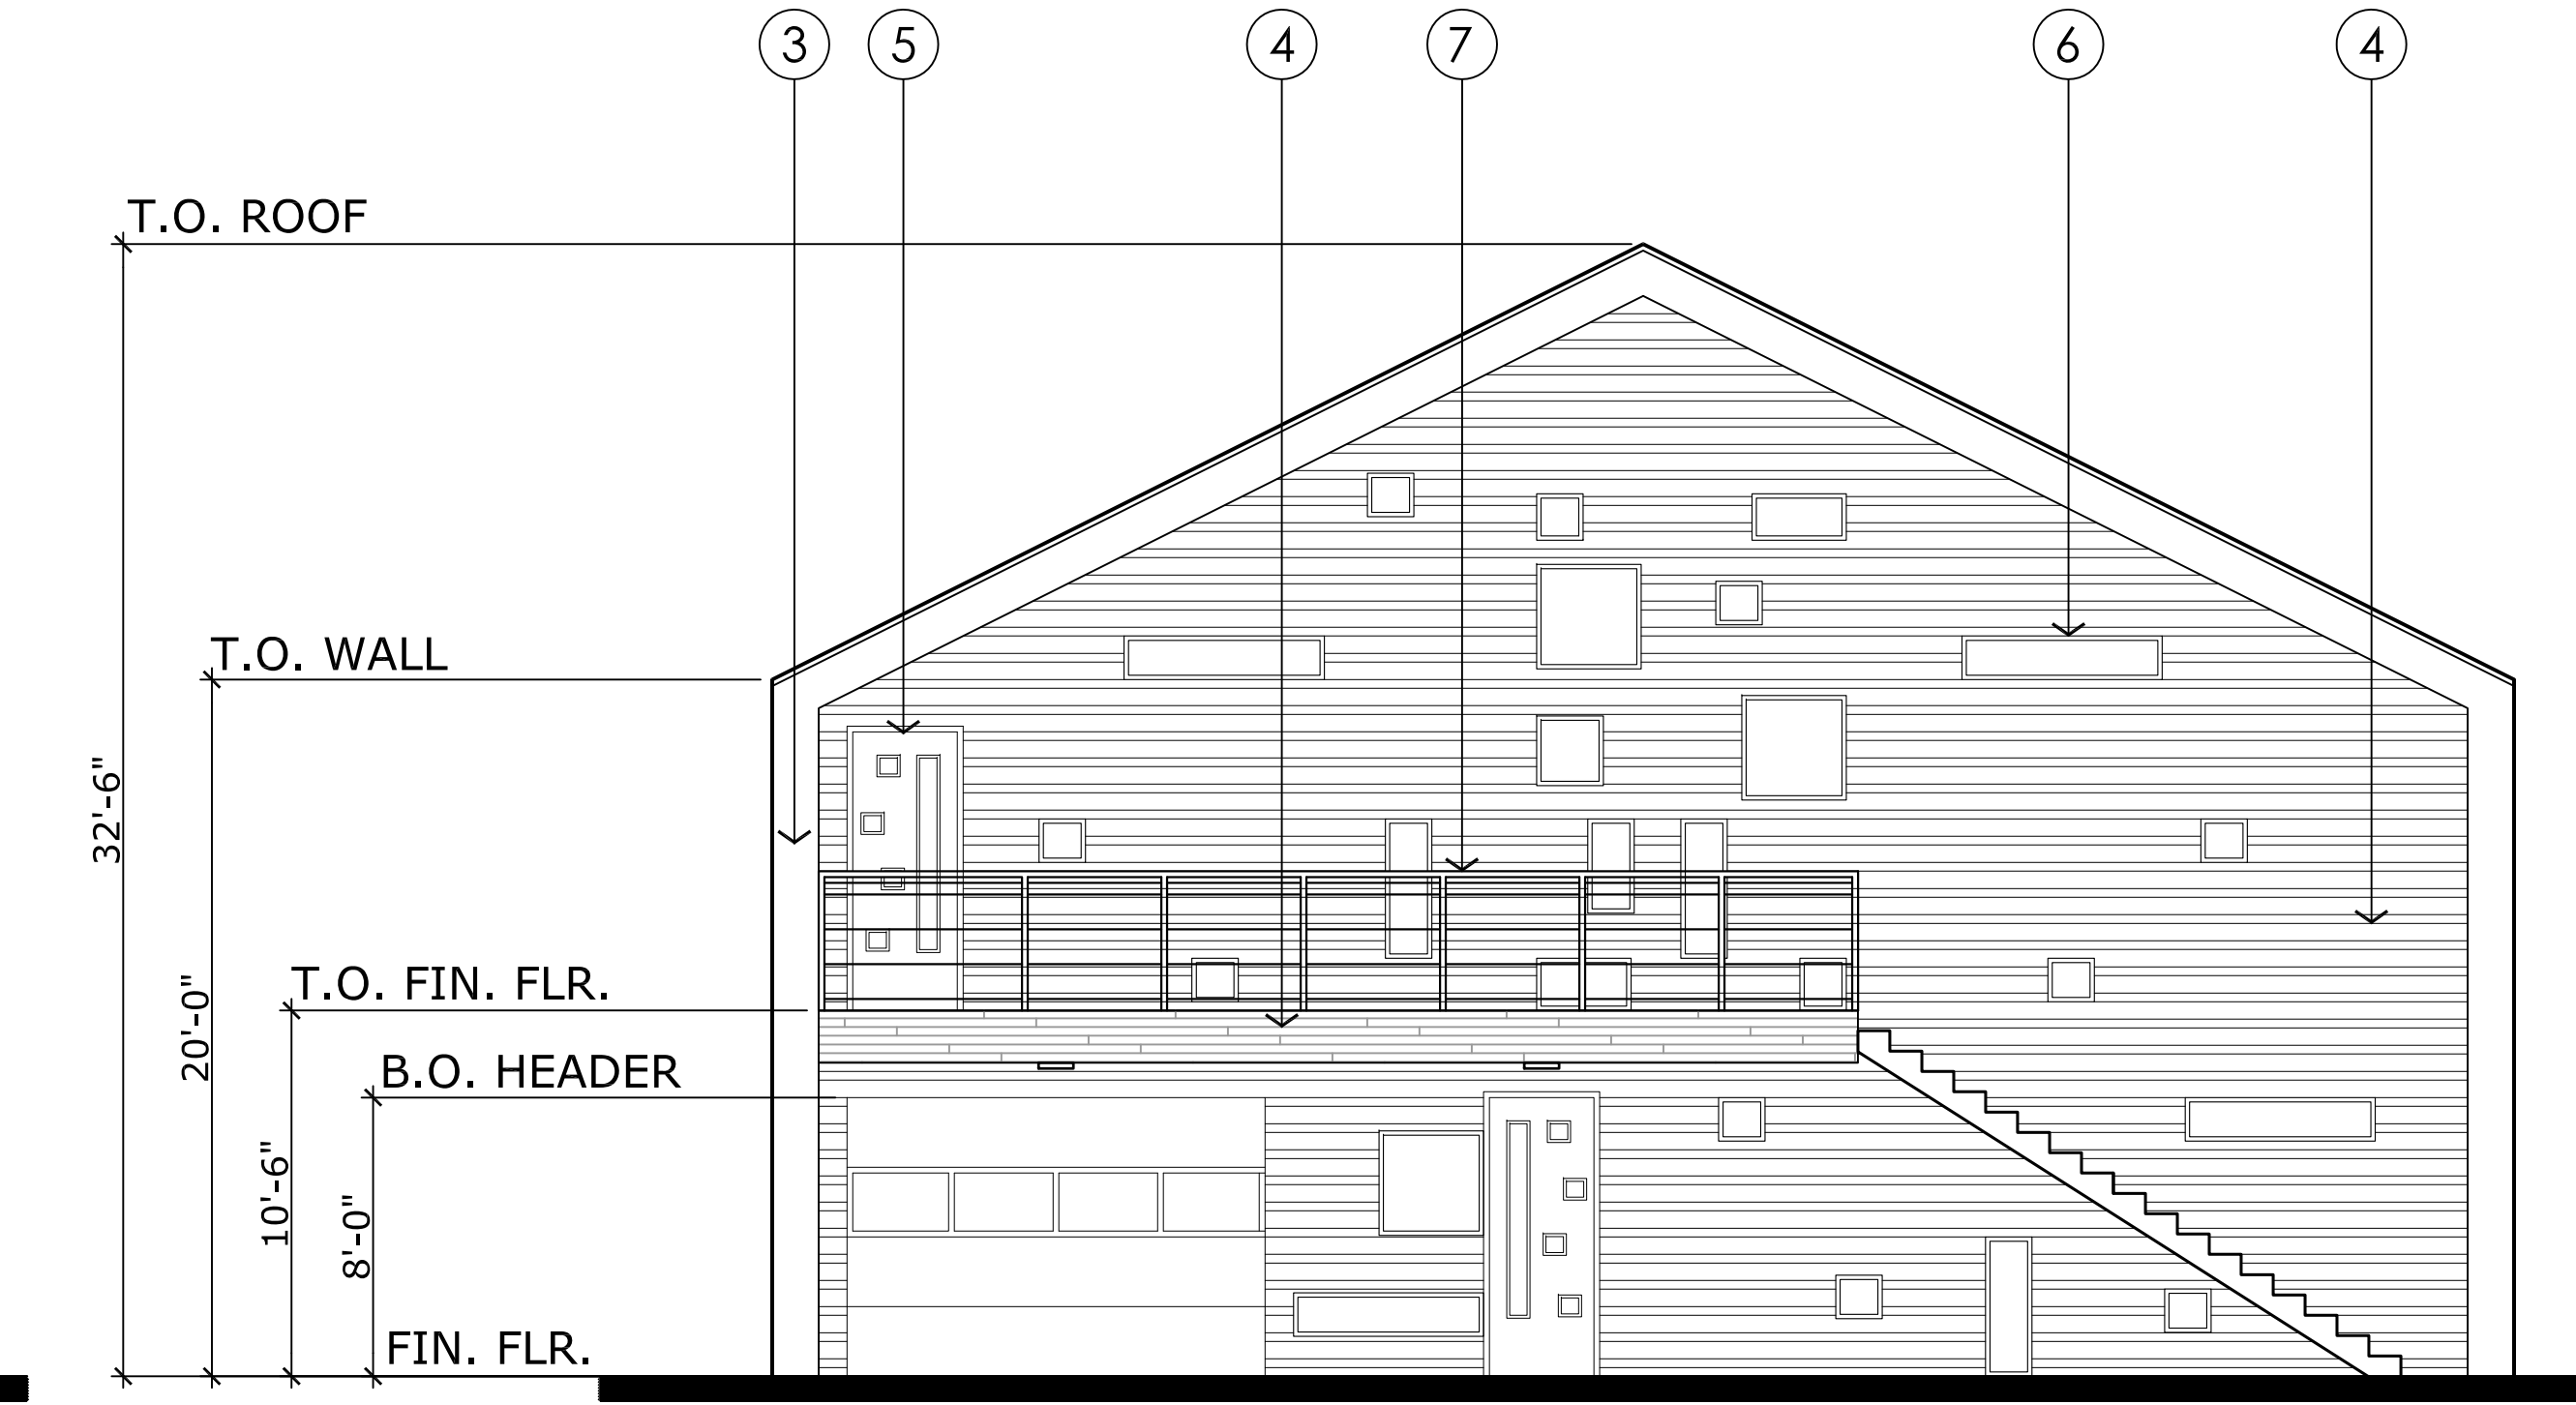 3 5 4 7 6 4
T.O. ROOF
T.O. WALL
32'-6"
T.O. FIN. FLR.
20'-0"
B.O. HEADER
10'-6"
8'-0"
FIN. FLR.